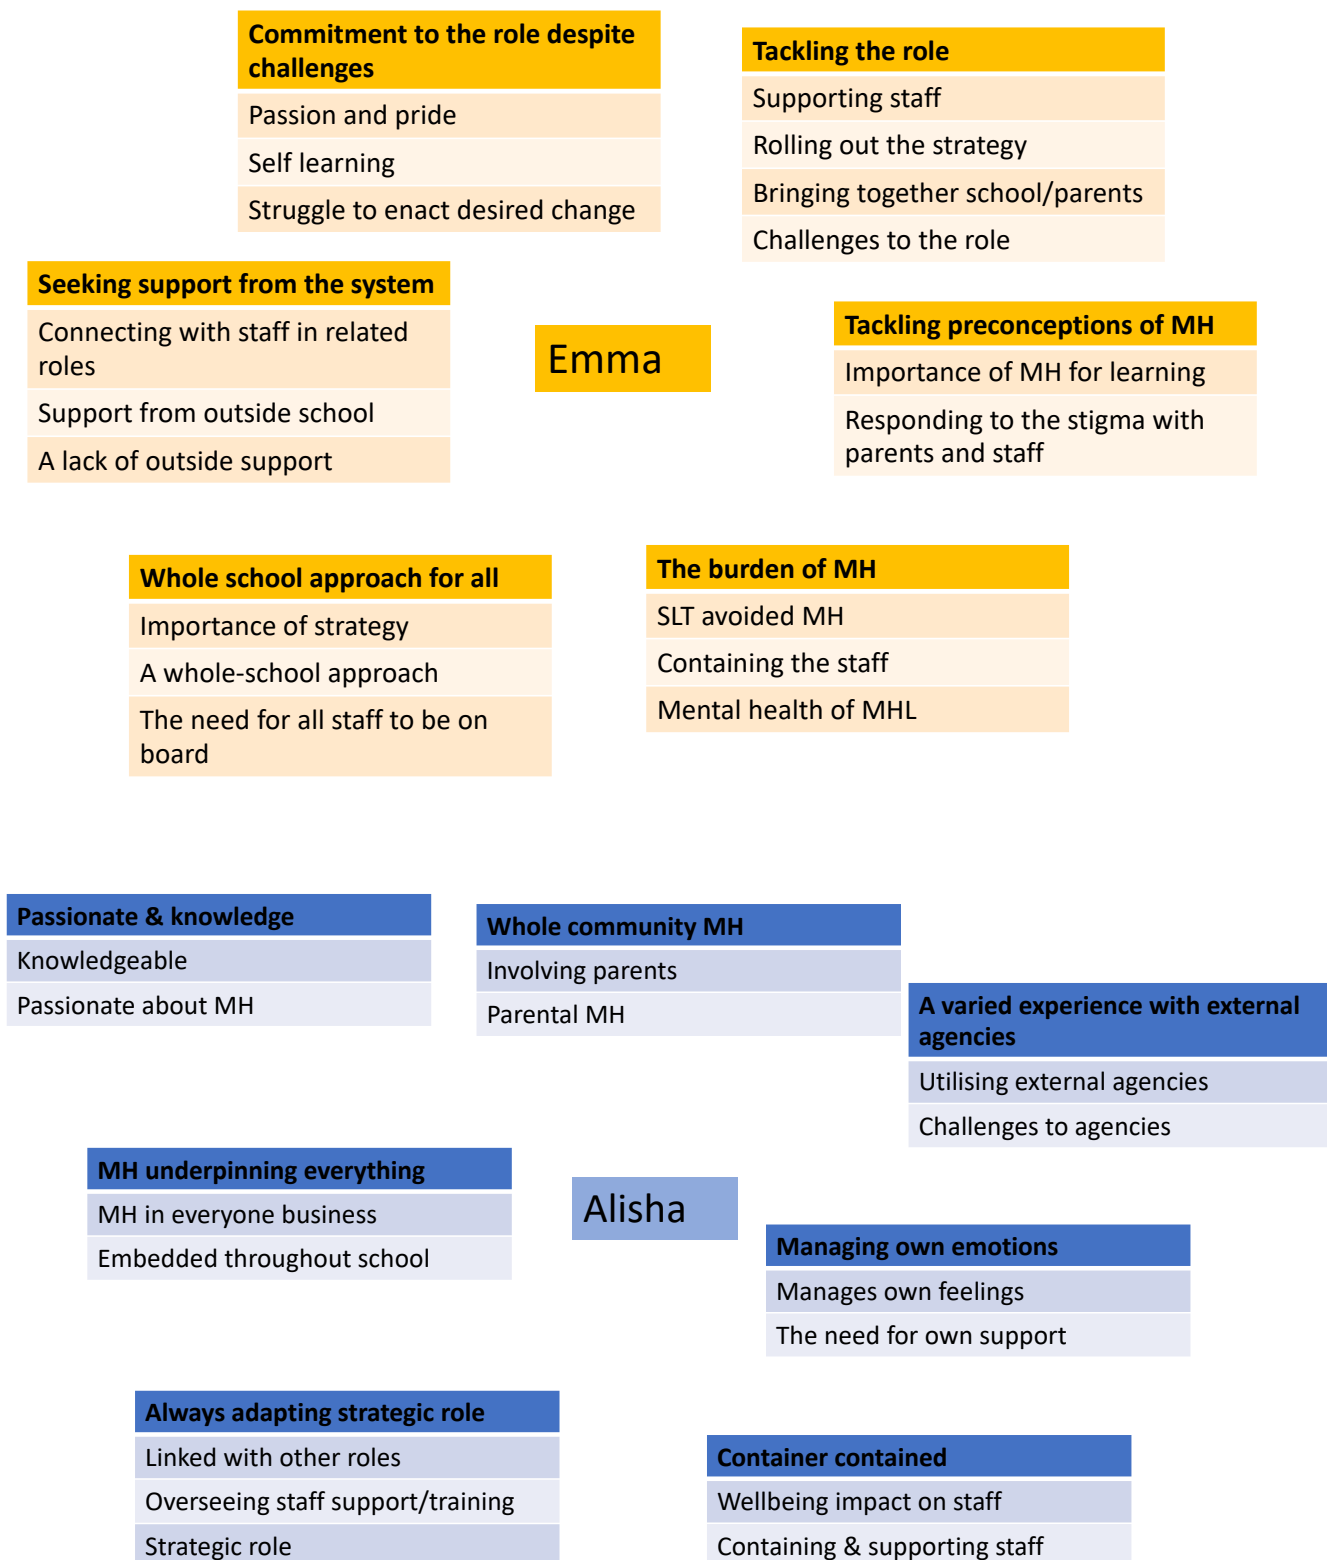 Commitment to the role despite
challenges
Passion and pride
Self learning
Struggle to enact desired change
Tackling the role
Supporting staff
Rolling out the strategy
Bringing together school/parents
Challenges to the role
Seeking support from the system
Connecting with staff in related
roles
Support from outside school
A lack of outside support
Emma
Tackling preconceptions of MH
Importance of MH for learning
Responding to the stigma with
parents and staff
Whole school approach for all
Importance of strategy
A whole-school approach
The need for all staff to be on
board
The burden of MH
SLT avoided MH
Containing the staff
Mental health of MHL
Passionate & knowledge
Knowledgeable
Passionate about MH
Whole community MH
Involving parents
Parental MH
A varied experience with external
agencies
Utilising external agencies
Challenges to agencies
MH underpinning everything
MH in everyone business
Embedded throughout school
Alisha
Managing own emotions
Manages own feelings
The need for own support
Always adapting strategic role
Linked with other roles
Overseeing staff support/training
Strategic role
Container contained
Wellbeing impact on staff
Containing & supporting staff